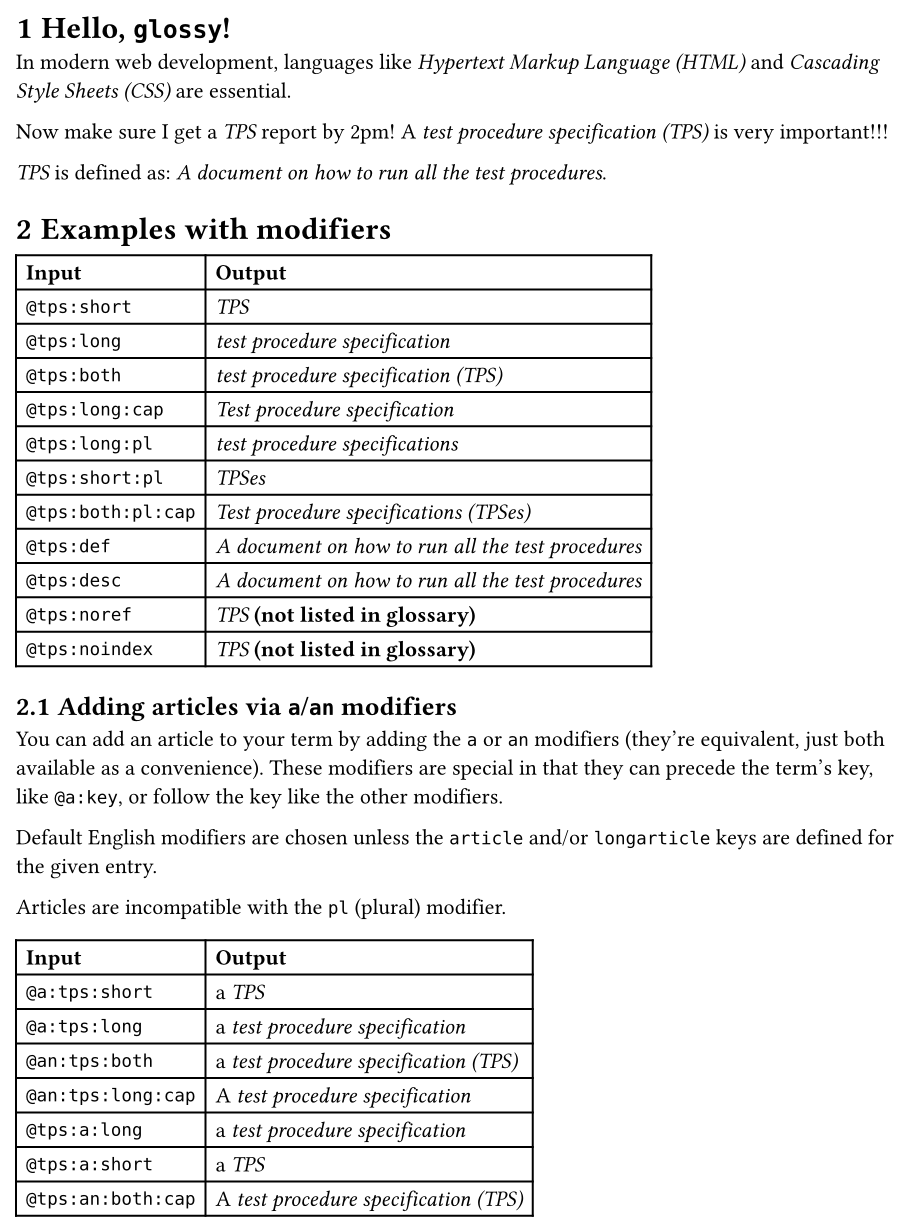 1 Hello, glossy!
In modern web development, languages like Hypertext Markup Language (HTML) and Cascading
Style Sheets (CSS) are essential.
Now make sure I get a TPS report by 2pm! A test procedure specification (TPS) is very important!!!
TPS is defined as: A document on how to run all the test procedures.
2 Examples with modifiers
Input Output
@tps:short TPS
@tps:long test procedure specification
@tps:both test procedure specification (TPS)
@tps:long:cap Test procedure specification
@tps:long:pl test procedure specifications
@tps:short:pl TPSes
@tps:both:pl:cap Test procedure specifications (TPSes)
@tps:def A document on how to run all the test procedures
@tps:desc A document on how to run all the test procedures
@tps:noref TPS (not listed in glossary)
@tps:noindex TPS (not listed in glossary)
2.1 Adding articles via a/an modifiers
You can add an article to your term by adding the a or an modifiers (they're equivalent, just both
available as a convenience). These modifiers are special in that they can precede the term's key,
like @a:key, or follow the key like the other modifiers.
Default English modifiers are chosen unless the article and/or longarticle keys are defined for
the given entry.
Articles are incompatible with the pl (plural) modifier.
Input Output
@a:tps:short a TPS
@a:tps:long a test procedure specification
@an:tps:both a test procedure specification (TPS)
@an:tps:long:cap A test procedure specification
@tps:a:long a test procedure specification
@tps:a:short a TPS
@tps:an:both:cap A test procedure specification (TPS)